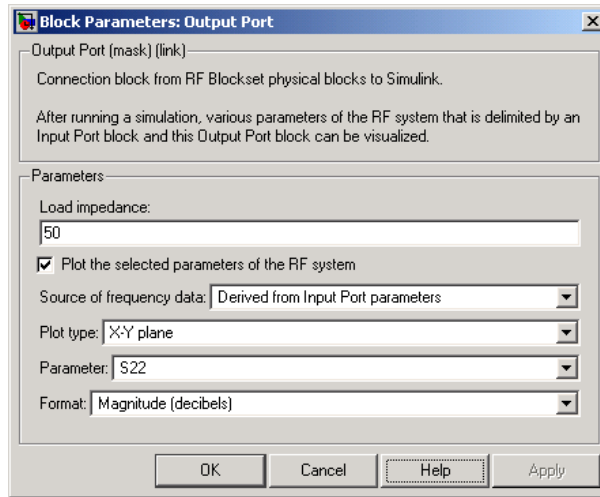 Block Parameters: Output Port
Output Port (mask) (link)
Connection block from RF Blockset physical blocks to Simulink.
After running a simulation, various parameters of the RF system that is delimited by an
Input Port block and this Output Port block can be visualized.
Parameters
Load impedance:
50
Plot the selected parameters of the RF system
Source of frequency data: Derived from Input Port parameters
Plot type: X-Y plane
Parameter: S22
Format: Magnitude (decibels)
OK Cancel Help Apply